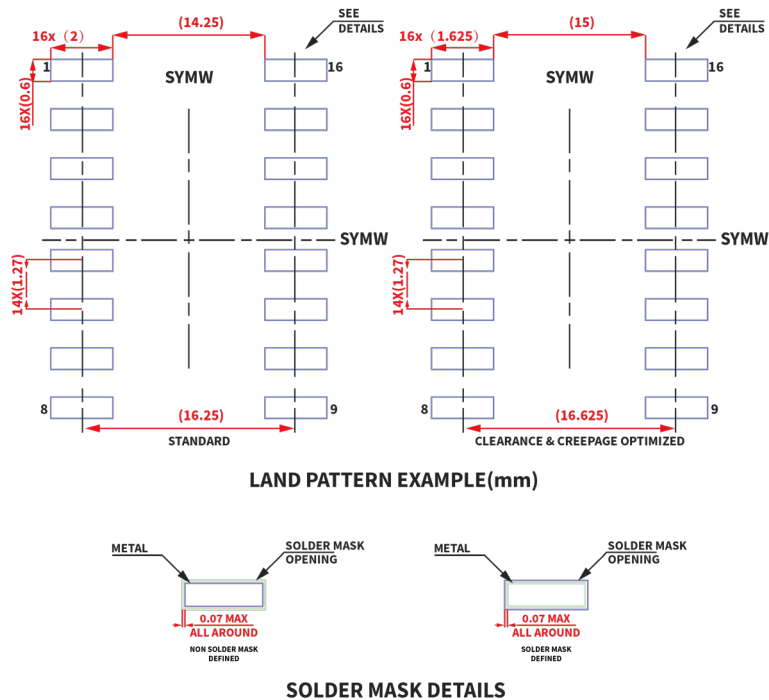 (14.25)
SEE
DETAILS
16x（2）
1
16
SYMW
16X(0.6)
SYMW
14X(1.27)
8
9
(16.25)
STANDARD
(15)
SEE
DETAILS
16x（1.625）
1
16
SYMW
16X(0.6)
SYMW
14X(1.27)
8
9
(16.625)
CLEARANCE & CREEPAGE OPTIMIZED
LAND PATTERN EXAMPLE(mm)
METAL
SOLDER MASK
OPENING
0.07 MAX
ALL AROUND
NON SOLDER MASK
DEFINED
METAL
SOLDER MASK
OPENING
0.07 MAX
ALL AROUND
SOLDER MASK
DEFINED
SOLDER MASK DETAILS